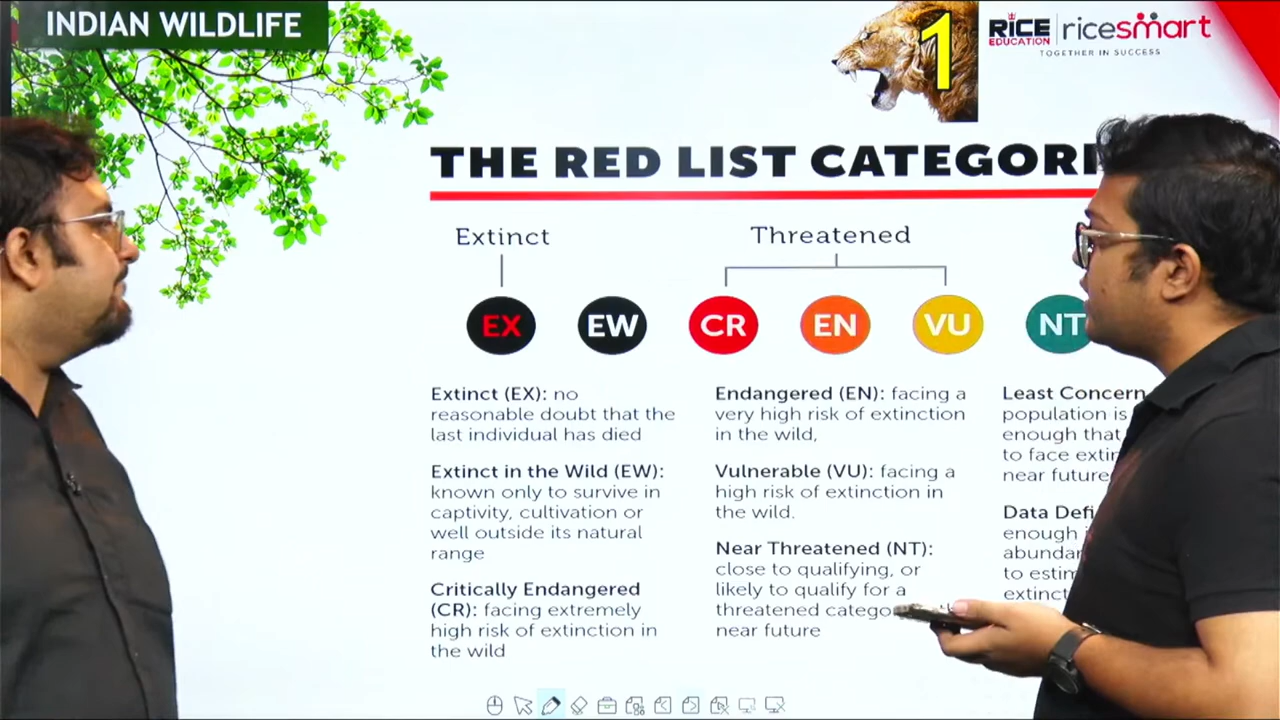 INDIAN WILDLIFE
1
RICE
EDUCATION
ricesmart
TOGETHER IN SUCCESS
THE RED LIST CATEGORI
Extinct
Threatened
EX
EW
CR
EN
VU
NT
Extinct (EX): no
reasonable doubt that the
last individual has died
Extinct in the Wild (EW):
known only to survive in
captivity, cultivation or
well outside its natural
range
Critically Endangered
(CR): facing extremely
high risk of extinction in
the wild
Endangered (EN): facing a
very high risk of extinction
in the wild,
Vulnerable (VU): facing a
high risk of extinction in
the wild.
Near Threatened (NT):
close to qualifying, or
likely to qualify for a
threatened catego
near future
Least Concern
population is
enough that
to face extin
near future
Data Defi
enough
abundan
to estim
extinct